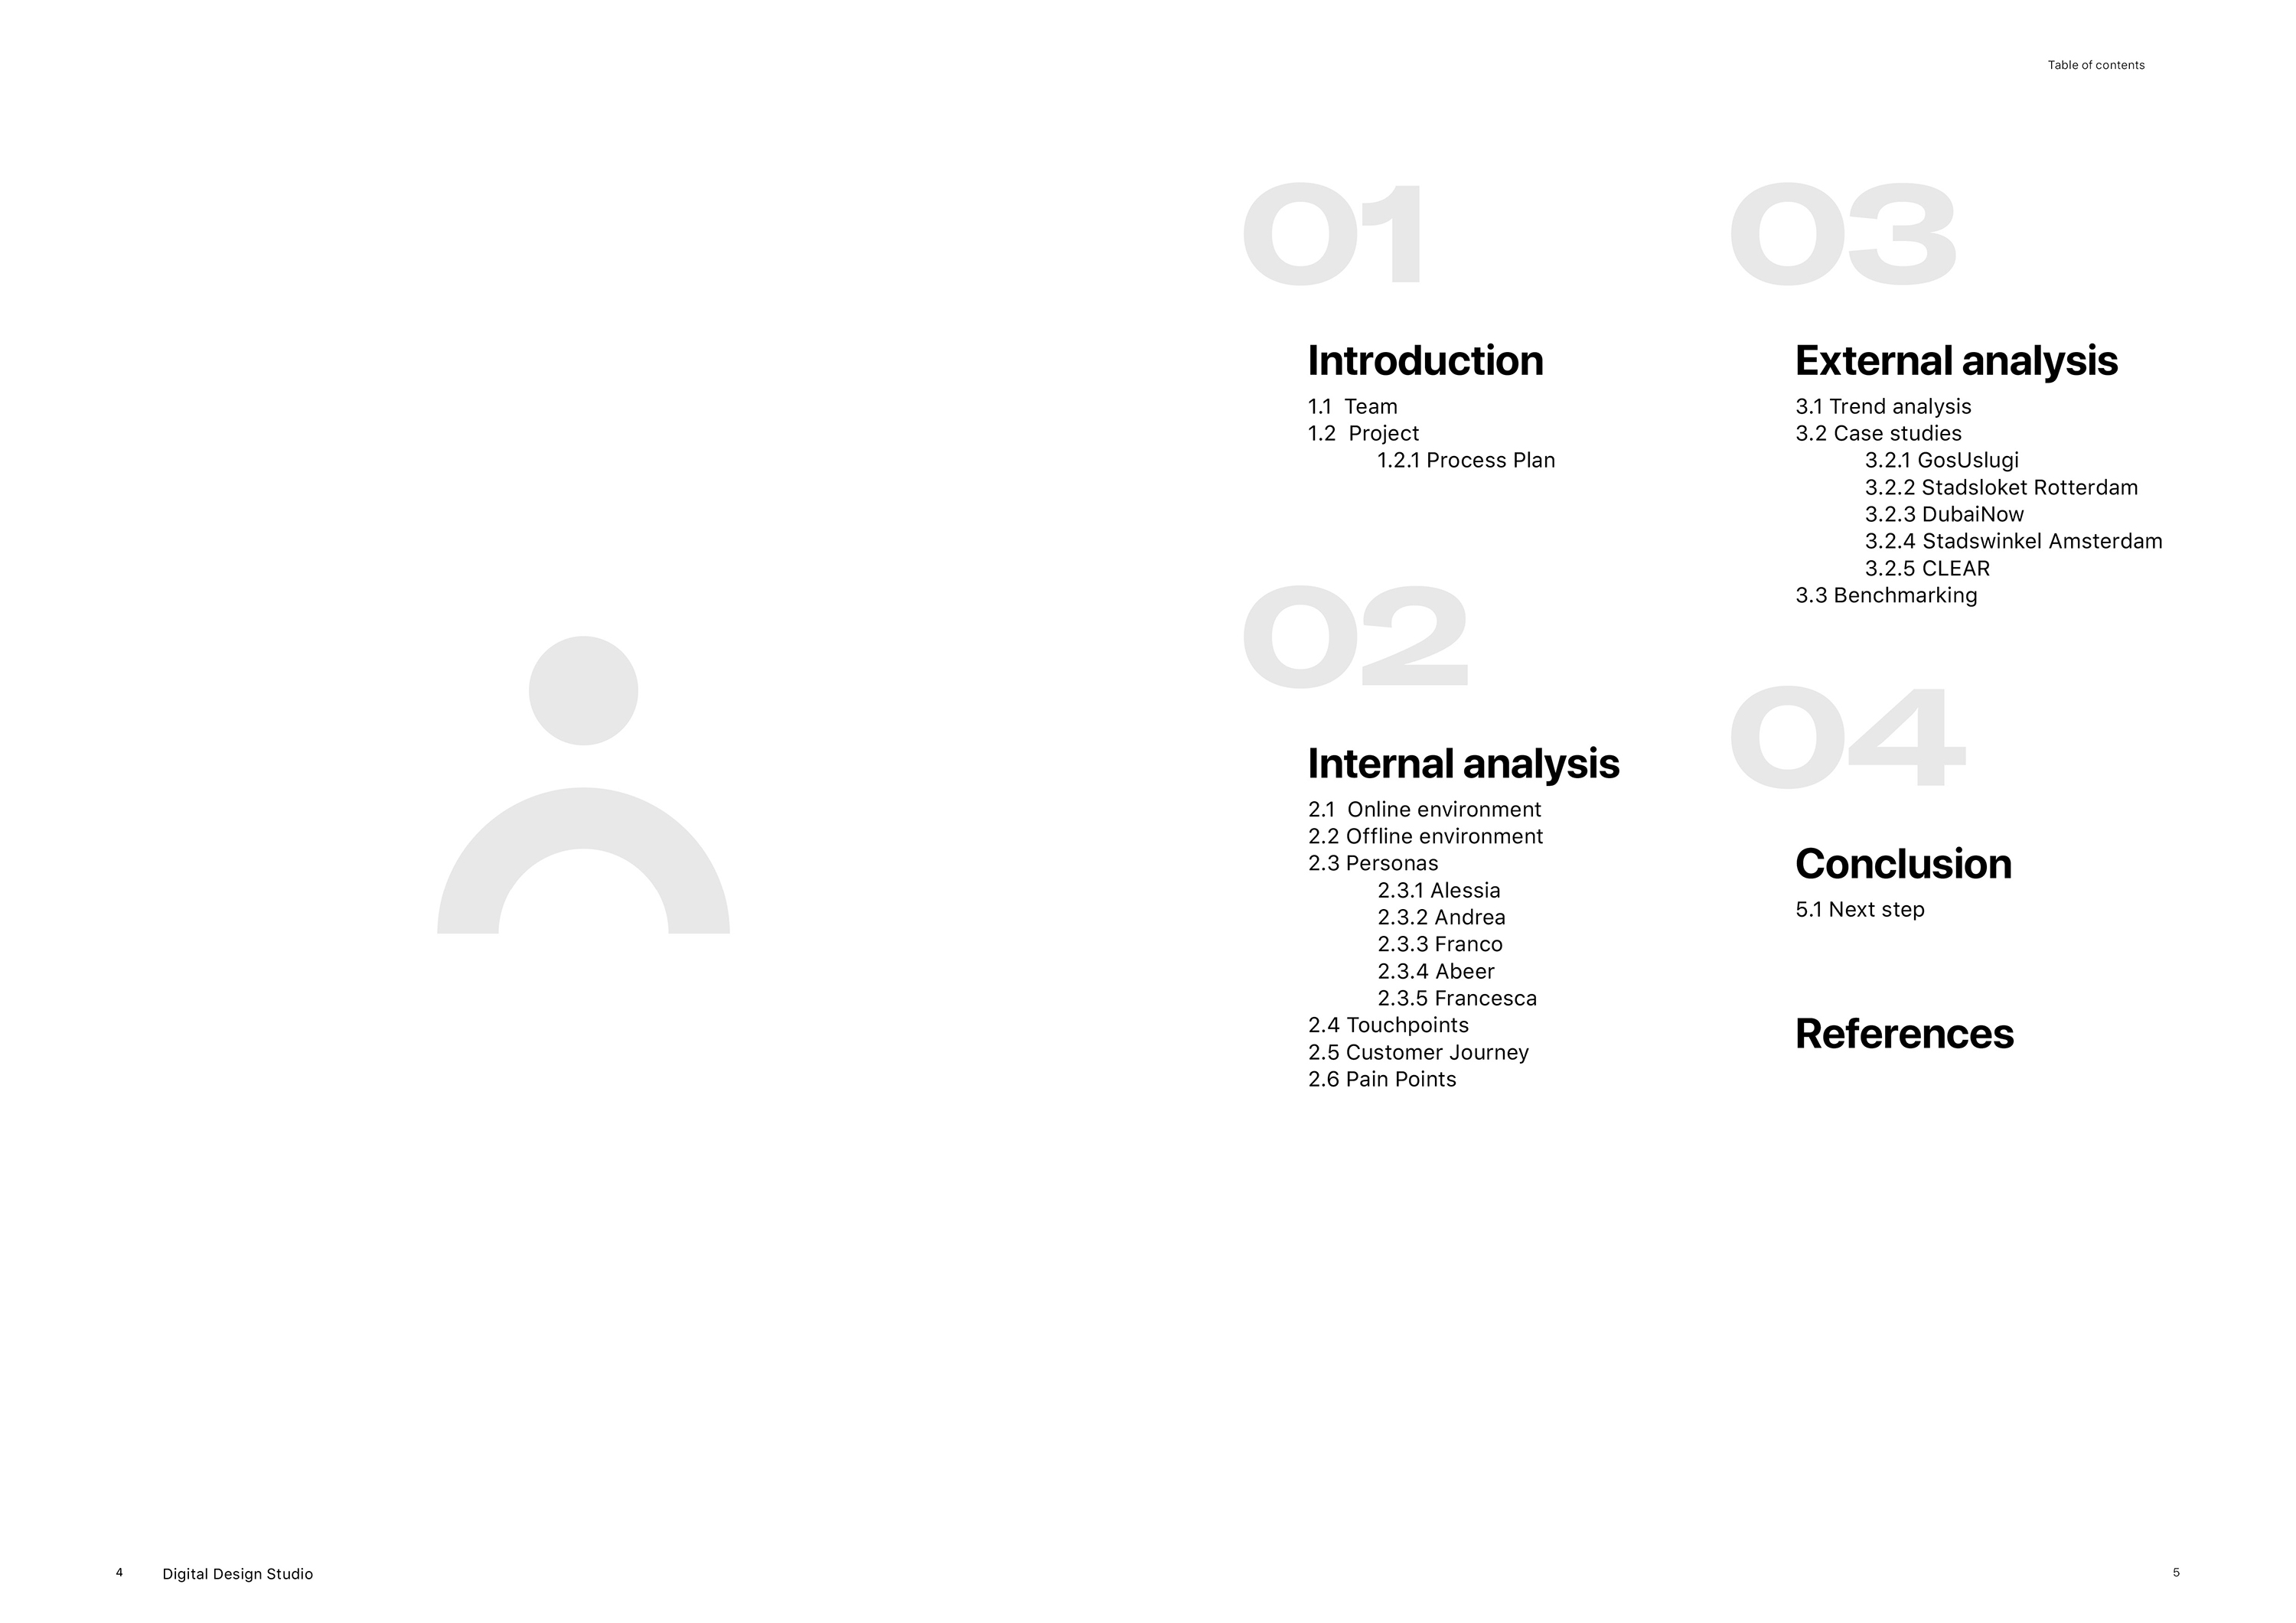 Table of contents
01
Introduction
1.1 Team
1.2 Project
1.2.1 Process Plan
02
Internal analysis
2.1 Online environment
2.2 Offline environment
2.3 Personas
2.3.1 Alessia
2.3.2 Andrea
2.3.3 Franco
2.3.4 Abeer
2.3.5 Francesca
2.4 Touchpoints
2.5 Customer Journey
2.6 Pain Points
03
External analysis
3.1 Trend analysis
3.2 Case studies
3.2.1 GosUslugi
3.2.2 Stadsloket Rotterdam
3.2.3 DubaiNow
3.2.4 Stadswinkel Amsterdam
3.2.5 CLEAR
3.3 Benchmarking
04
Conclusion
5.1 Next step
References
4 Digital Design Studio
5